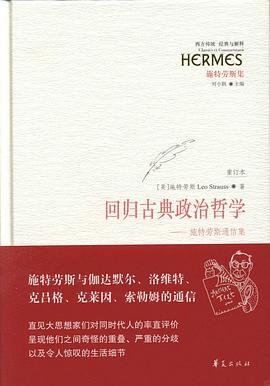 西方传统 经典与解释
Classici et Commentarii
HERMES
施特劳斯集
刘小枫●主编
重订本
[美]施特劳斯 Leo Strauss ● 著
回归古典政治哲学
——施特劳斯通信集
施特劳斯与伽达默尔、洛维特、
克吕格、克莱因、索勒姆的通信
直见大思想家们对同时代人的率直评价
呈现他们之间奇怪的重叠、严重的分歧
以及令人惊叹的生活细节
华夏出版社